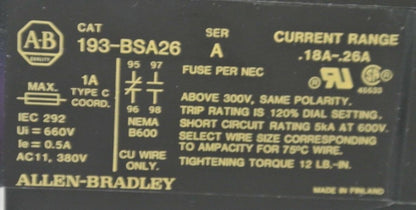 A-B
QUALITY
CAT
193-BSA26
SER
A
CURRENT RANGE
.18A-.26A
MAX.
1A
TYPE C
COORD.
95 97
96 98
FUSE PER NEC
IEC 292
Ui = 660V
Ie = 0.5A
AC11, 380V
NEMA
B600
CU WIRE
ONLY.
ABOVE 300V, SAME POLARITY.
TRIP RATING IS 120% DIAL SETTING.
SHORT CIRCUIT RATING 5kA AT 600V.
SELECT WIRE SIZE CORRESPONDING
TO AMPACITY FOR 75°C WIRE.
TIGHTENING TORQUE 12 LB.-IN.
ALLEN-BRADLEY
MADE IN FINLAND